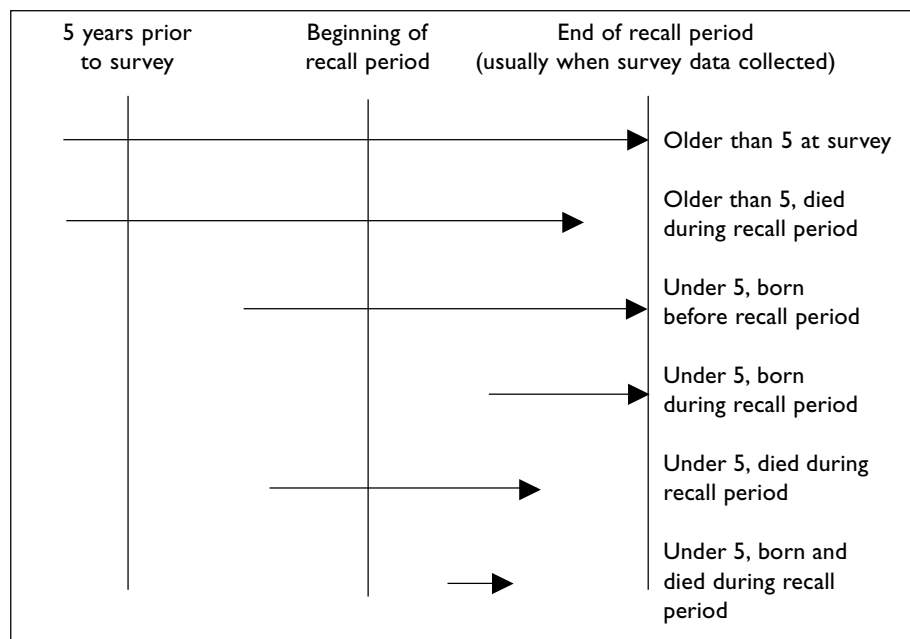 5 years prior
to survey
Beginning of
recall period
End of recall period
(usually when survey data collected)
Older than 5 at survey
Older than 5, died
during recall period
Under 5, born
before recall period
Under 5, born
during recall period
Under 5, died during
recall period
Under 5, born and
died during recall
period